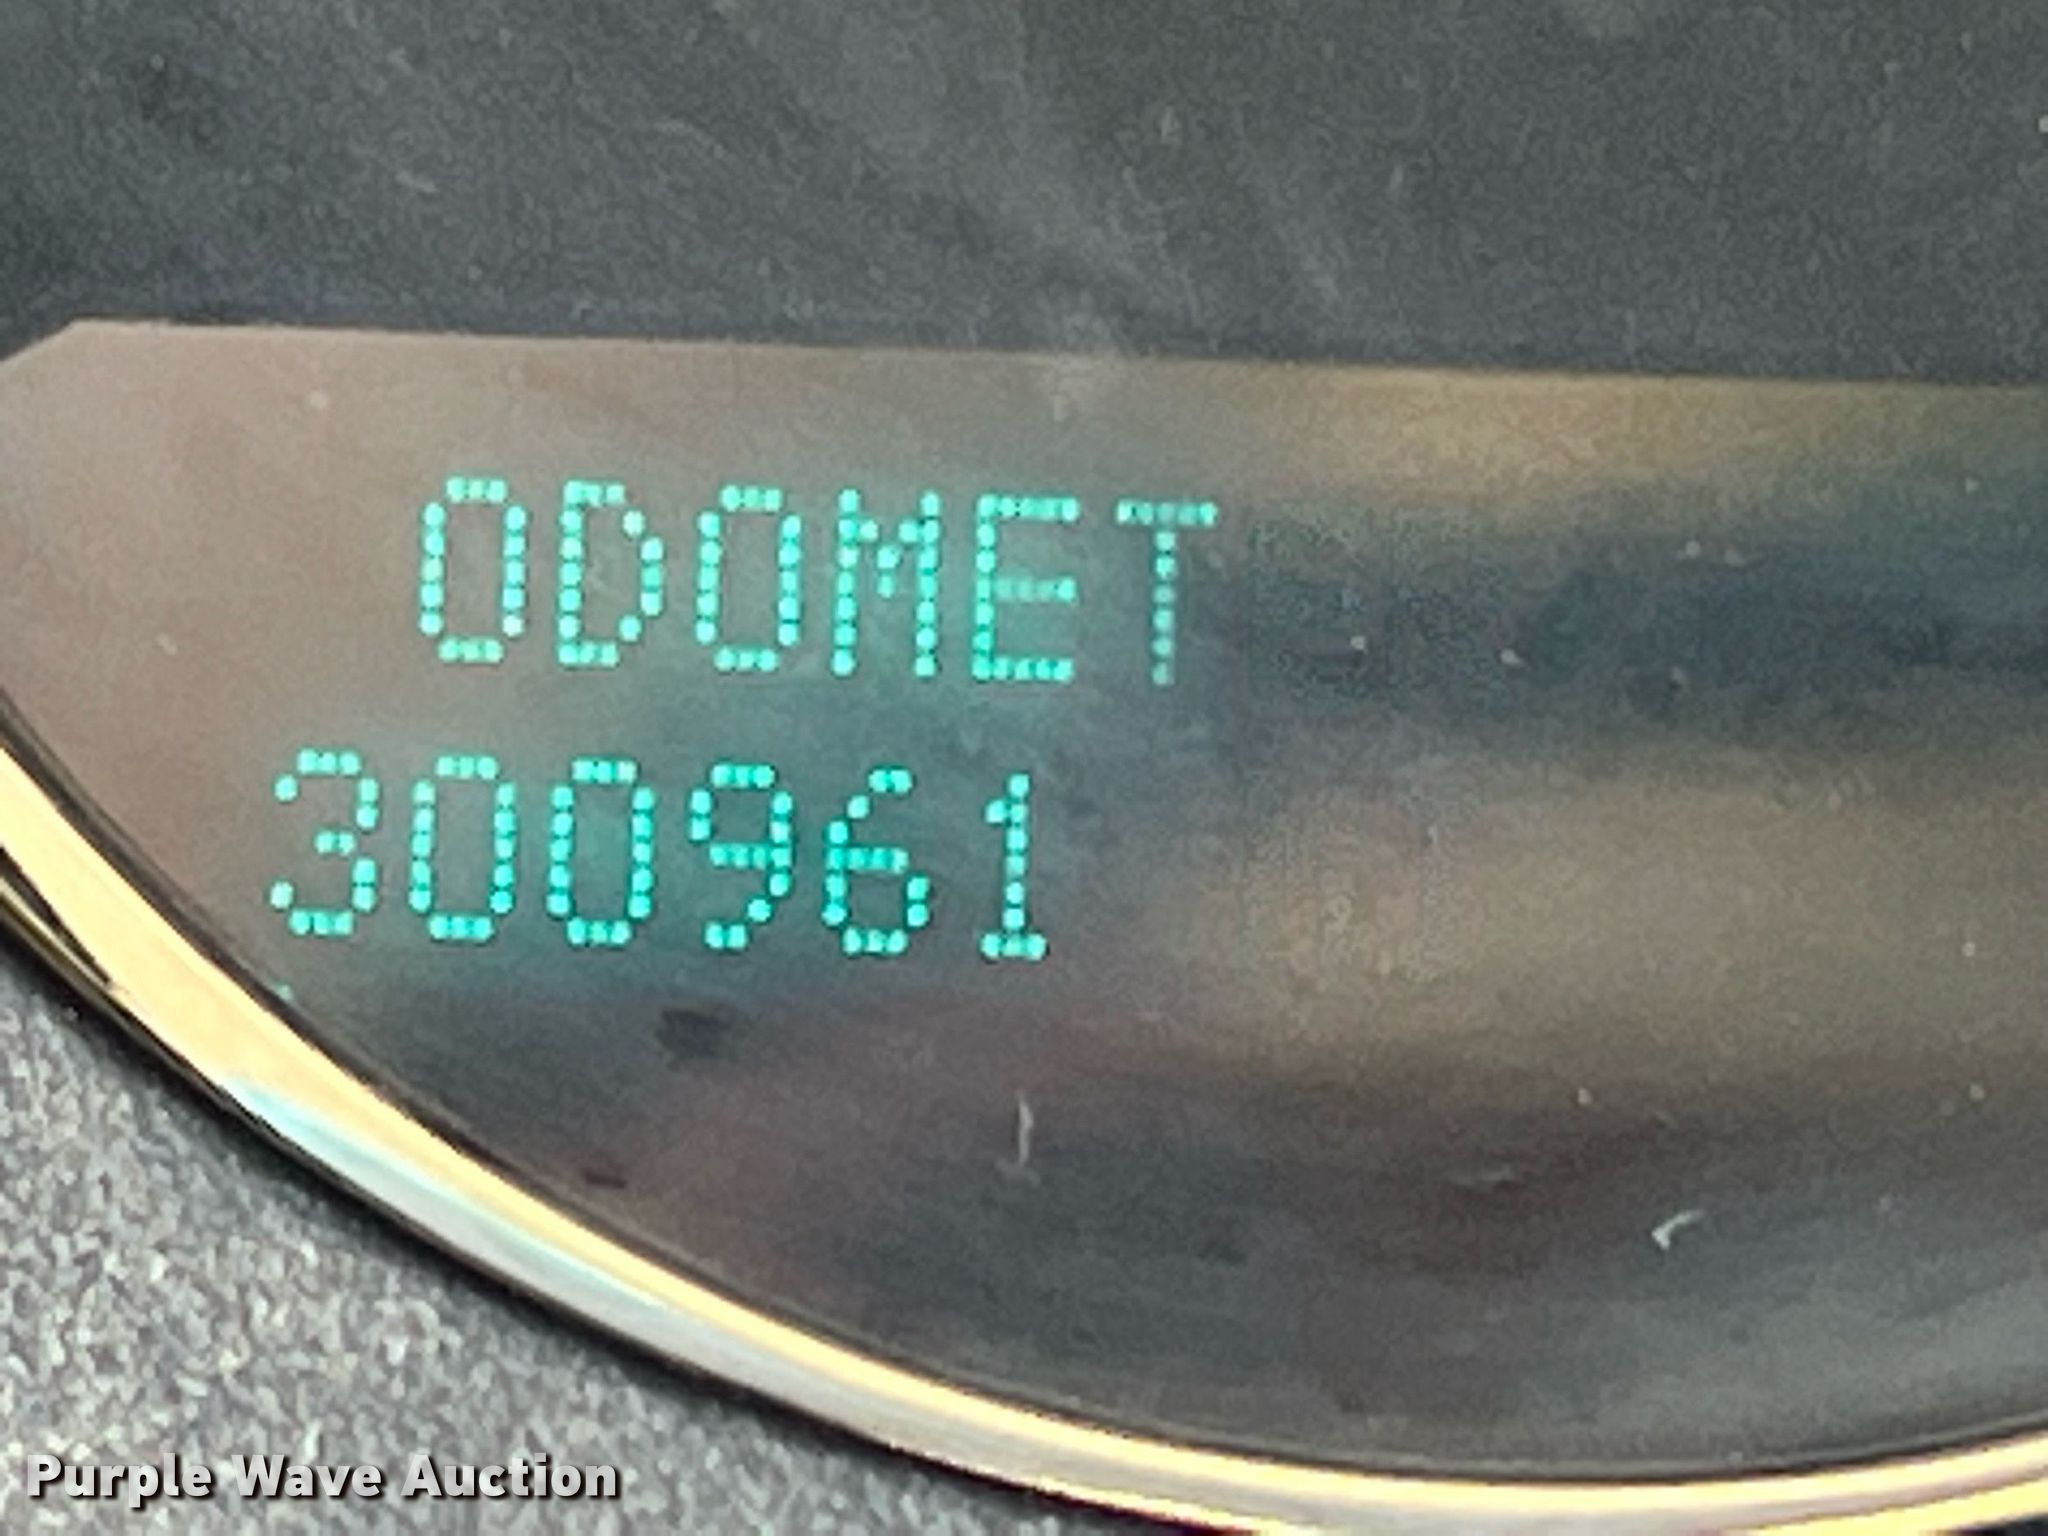 ODOMET
300961
Purple Wave Auction